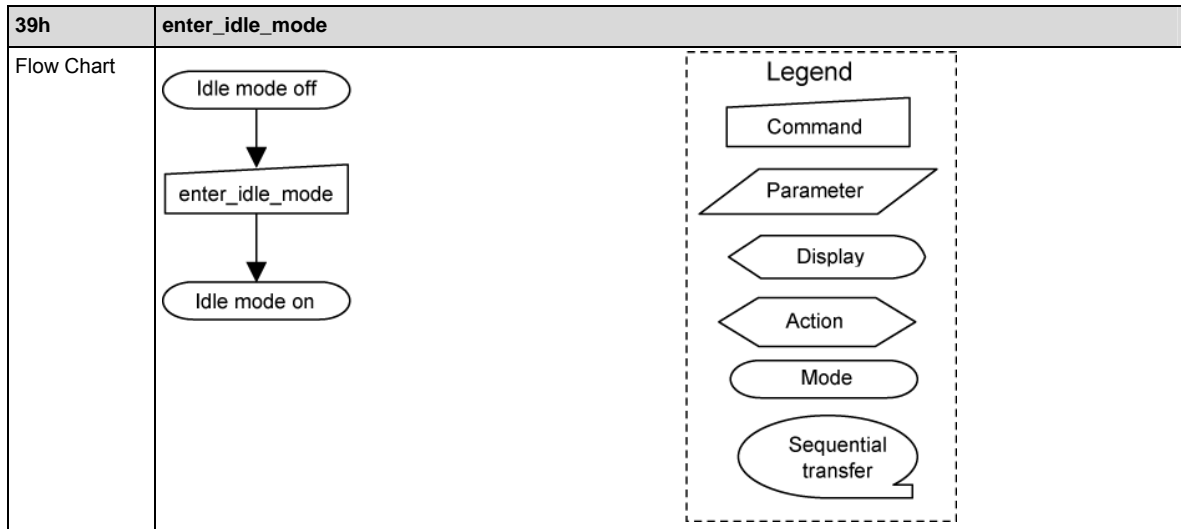 39h
enter_idle_mode
Flow Chart
Idle mode off
enter_idle_mode
Idle mode on
Legend
Command
Parameter
Display
Action
Mode
Sequential
transfer